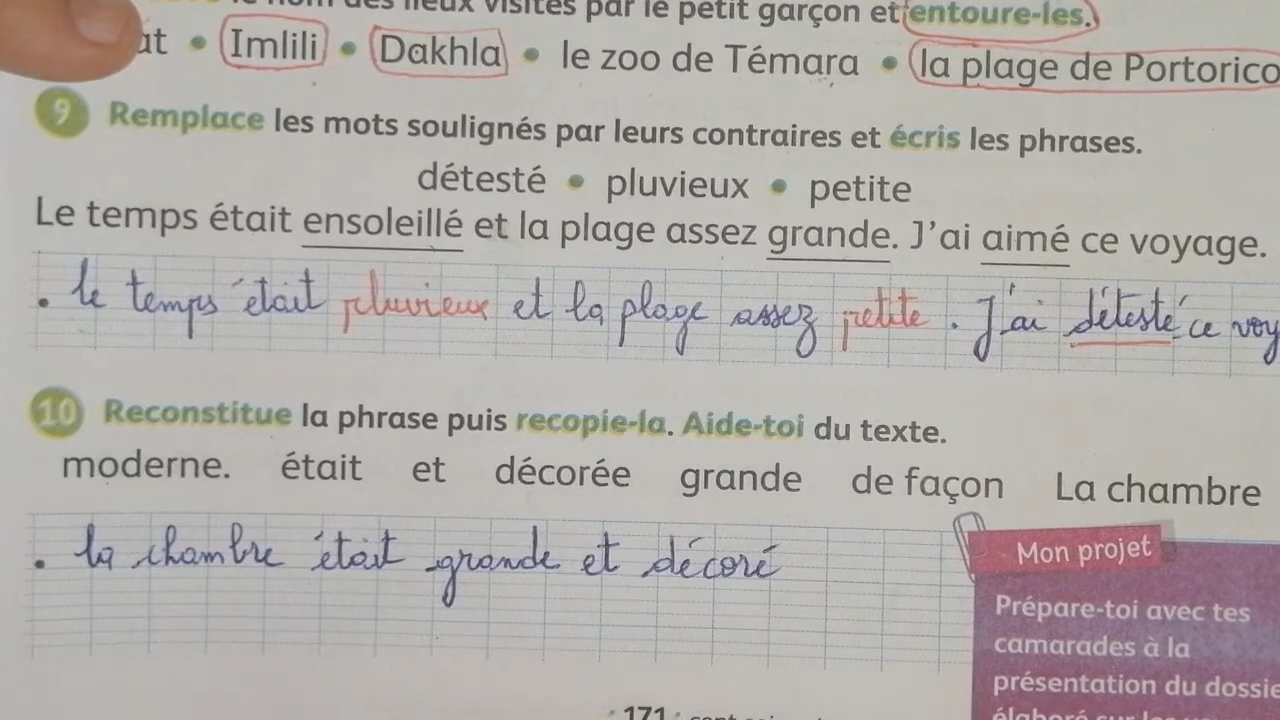 le nom des lieux visités par le petit garçon et entoure-les.
Imlili • Dakhla • le zoo de Témara • la plage de Portorico
9 Remplace les mots soulignés par leurs contraires et écris les phrases.
détesté • pluvieux • petite
Le temps était ensoleillé et la plage assez grande. J'ai aimé ce voyage.
• le temps était pluvieux et la plage assez petite. J'ai détesté ce voy
10 Reconstitue la phrase puis recopie-la. Aide-toi du texte.
moderne. était et décorée grande de façon La chambre
• la chambre était grande et décoré
Mon projet
Prépare-toi avec tes
camarades à la
présentation du dossie
171